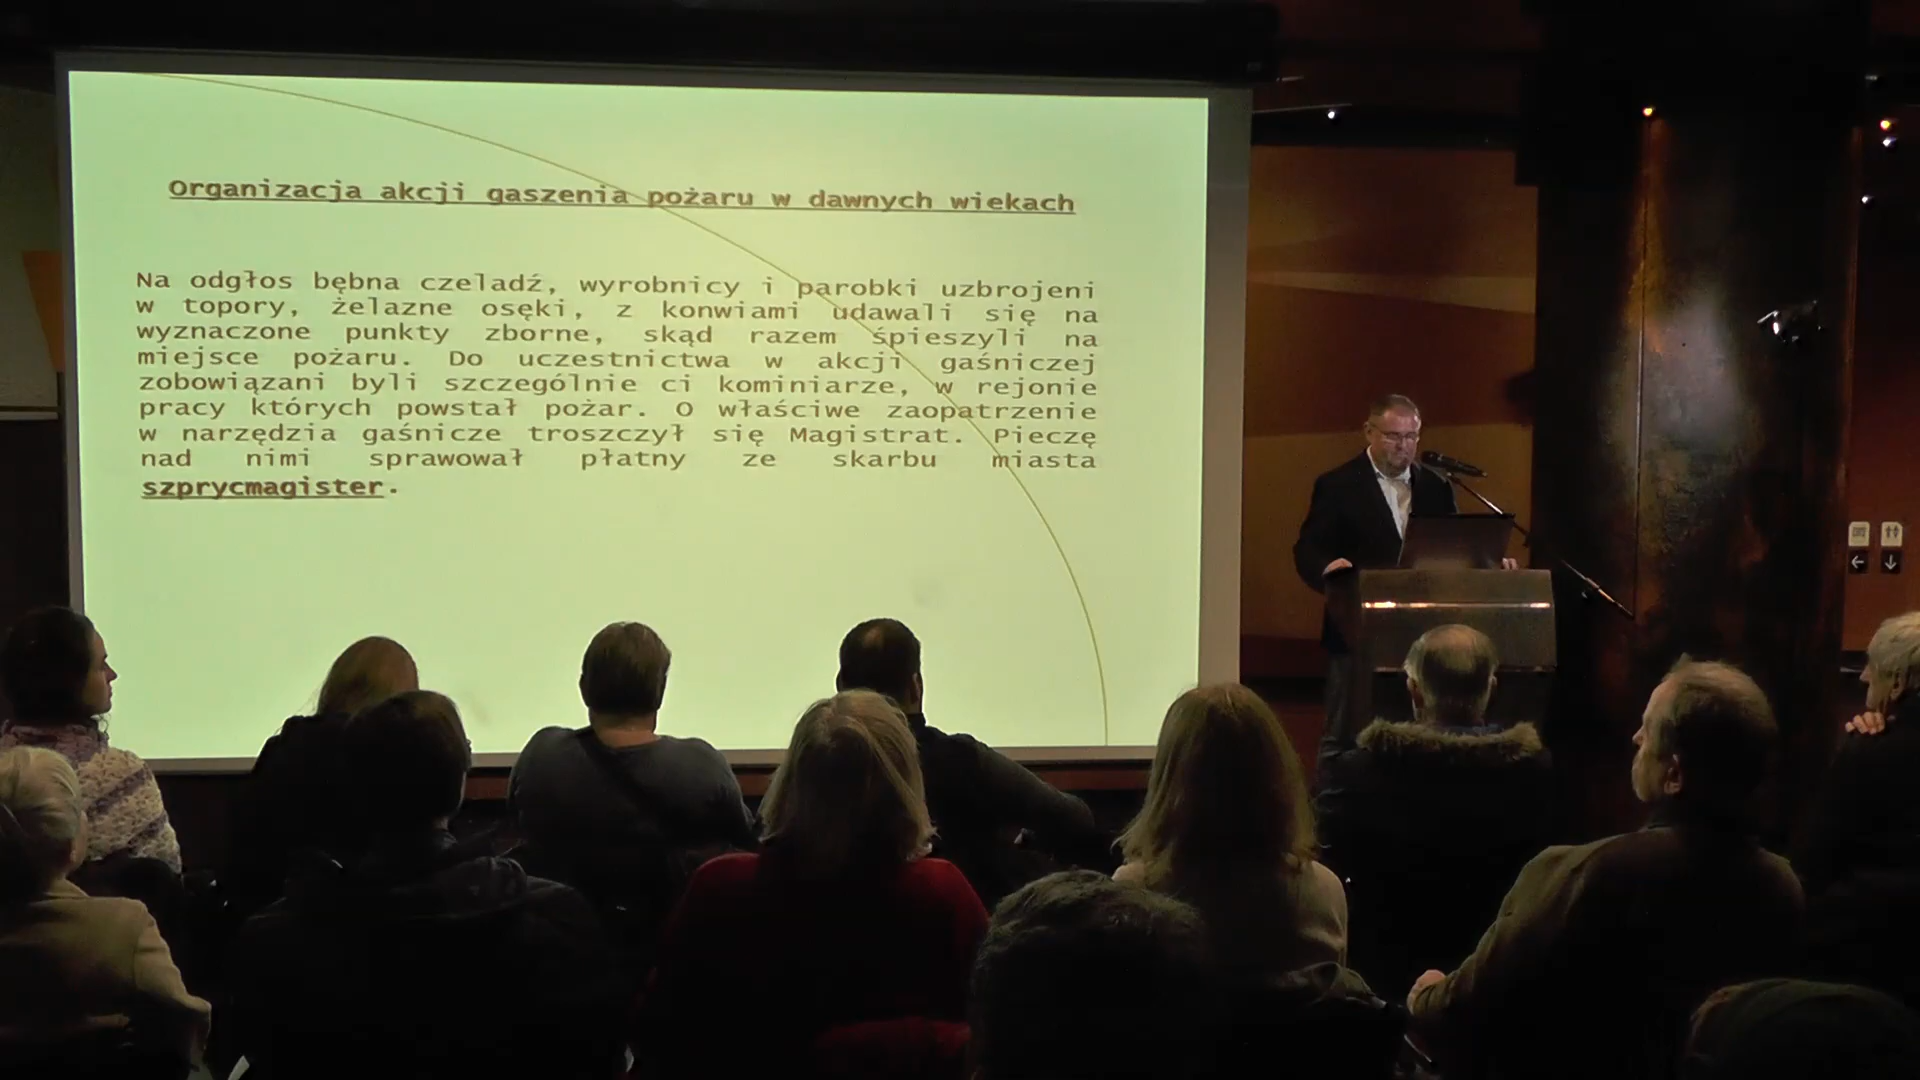 Organizacja akcji gaszenia pożaru w dawnych wiekach
Na odgłos bębna czeladź, wyrobnicy i parobki uzbrojeni
w topory, żelazne osęki, z konwiami udawali się na
wyznaczone punkty zborne, skąd razem śpieszyli na
miejsce pożaru. Do uczestnictwa w akcji gaśniczej
zobowiązani byli szczególnie ci kominiarze, w rejonie
pracy których powstał pożar. O właściwe zaopatrzenie
w narzędzia gaśnicze troszczył się Magistrat. Pieczę
nad nimi sprawował płatny ze skarbu miasta
szprycmagister.